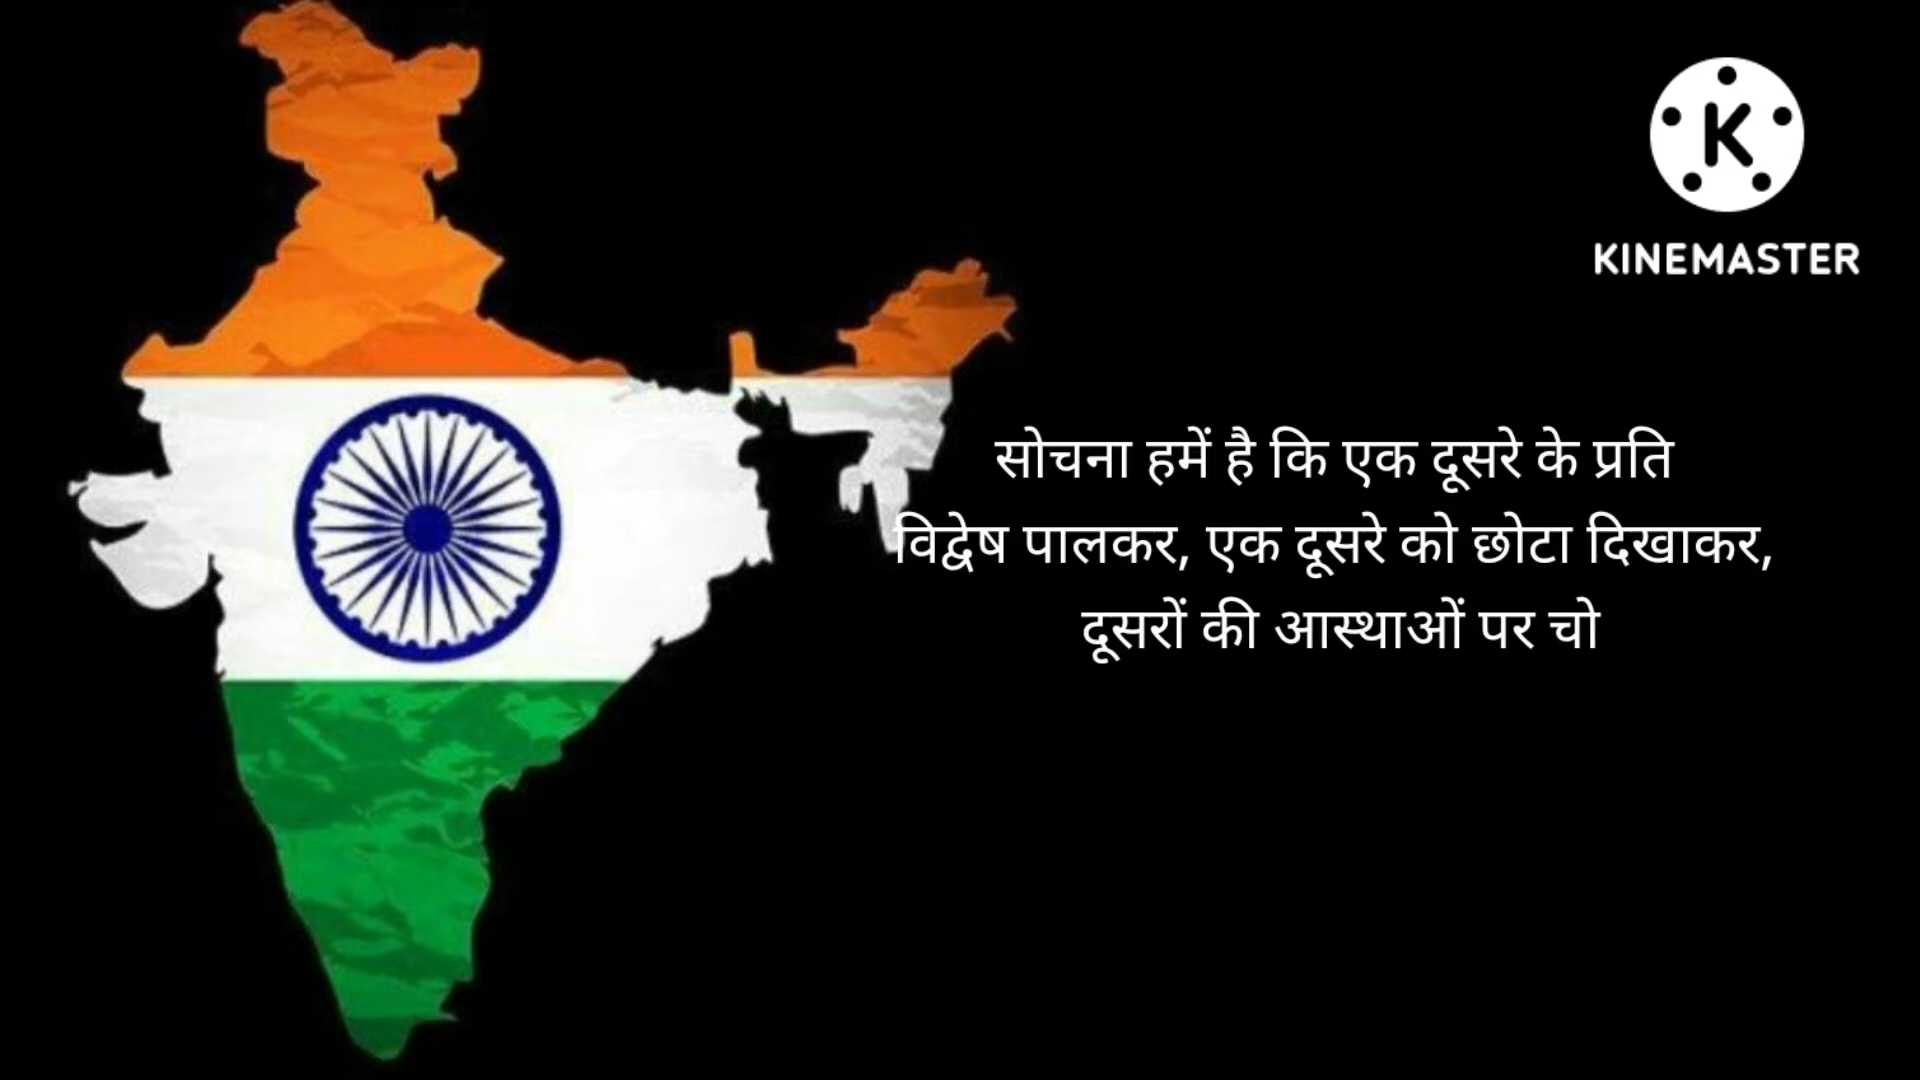 K
KINEMASTER
सोचना हमें है कि एक दूसरे के प्रति
विद्वेष पालकर, एक दूसरे को छोटा दिखाकर,
दूसरों की आस्थाओं पर चो